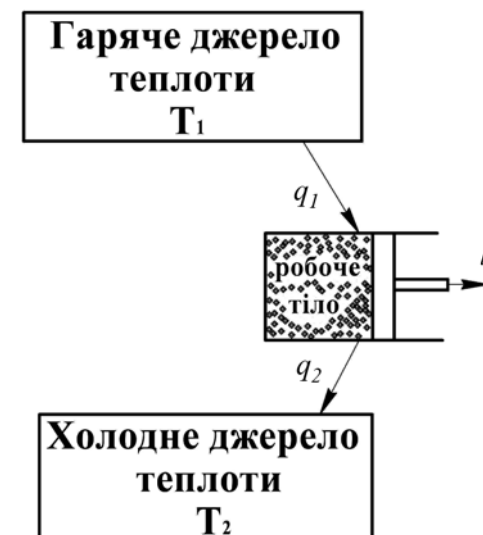 Гаряче джерело
теплоти
T₁
q₁
робоче
тіло
q₂
Холодне джерело
теплоти
T₂